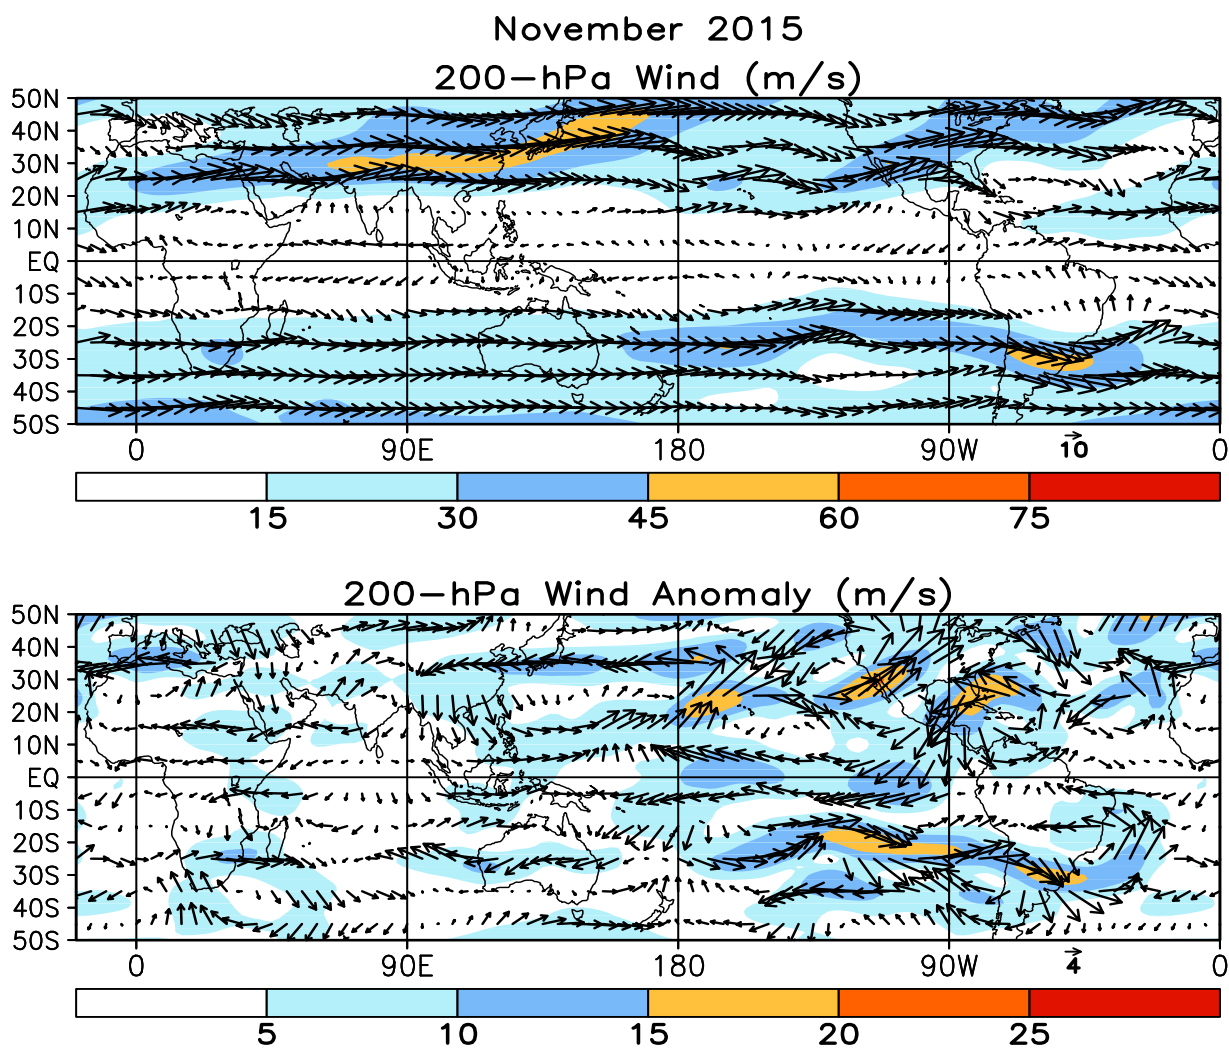 November 2015
200-hPa Wind (m/s)
50N
40N
30N
20N
10N
EQ
10S
20S
30S
40S
50S
0 90E 180 90W 10 0
15 30 45 60 75
200-hPa Wind Anomaly (m/s)
50N
40N
30N
20N
10N
EQ
10S
20S
30S
40S
50S
0 90E 180 90W 4 0
5 10 15 20 25